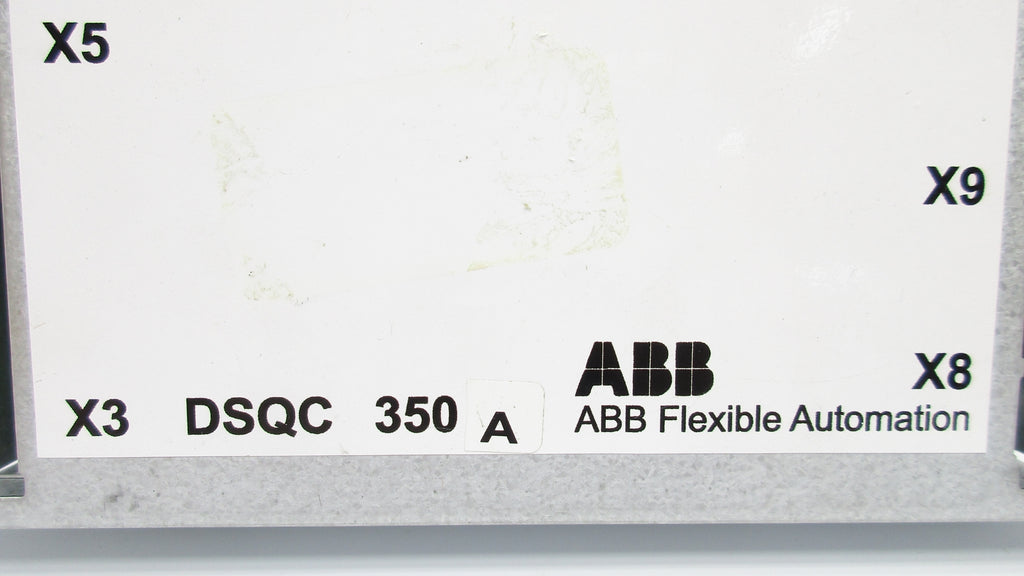 X5
X9
ABB
X8
X3 DSQC 350 A ABB Flexible Automation